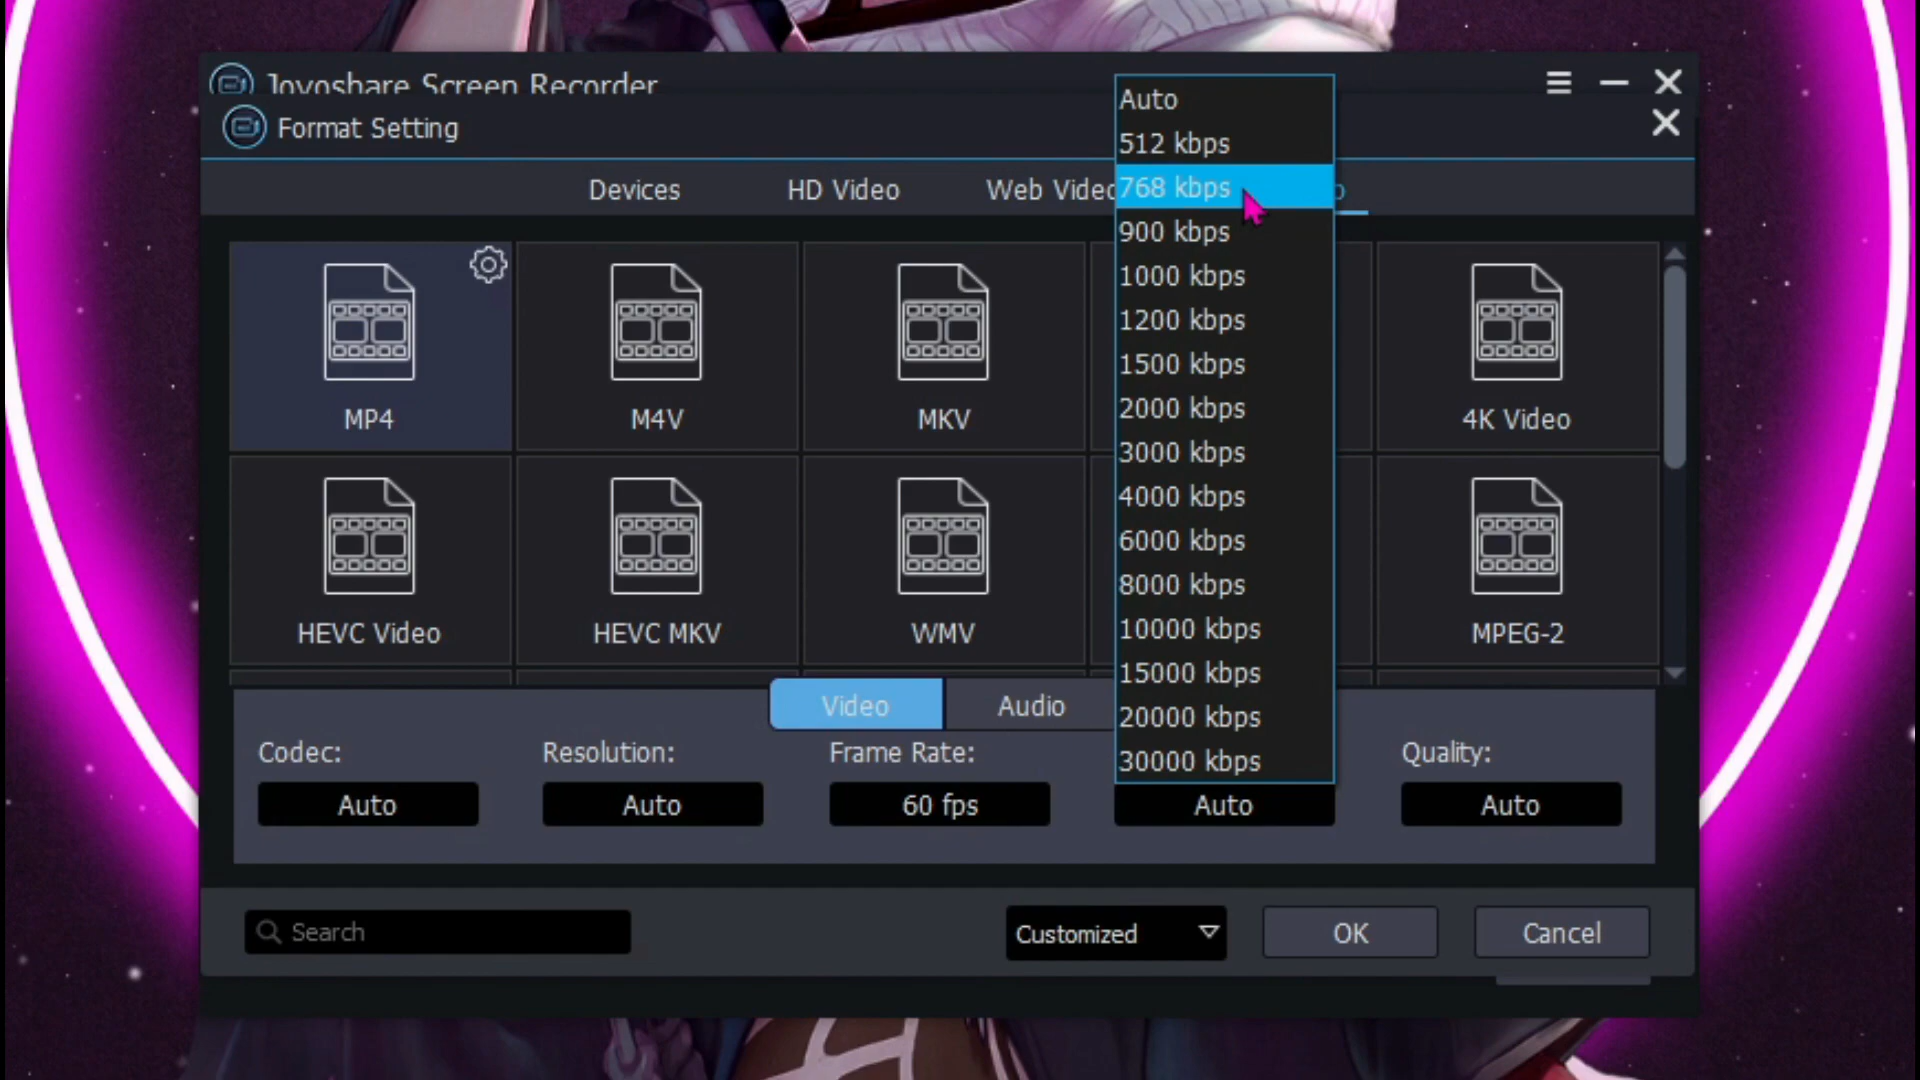 Joyoshare Screen Recorder
Format Setting
Devices
HD Video
Web Video
Auto
512 kbps
768 kbps
900 kbps
1000 kbps
1200 kbps
1500 kbps
2000 kbps
3000 kbps
4000 kbps
6000 kbps
8000 kbps
10000 kbps
15000 kbps
20000 kbps
30000 kbps
MP4
M4V
MKV
4K Video
HEVC Video
HEVC MKV
WMV
MPEG-2
Video
Audio
Codec:
Resolution:
Frame Rate:
Quality:
Auto
Auto
60 fps
Auto
Auto
Search
Customized
OK
Cancel